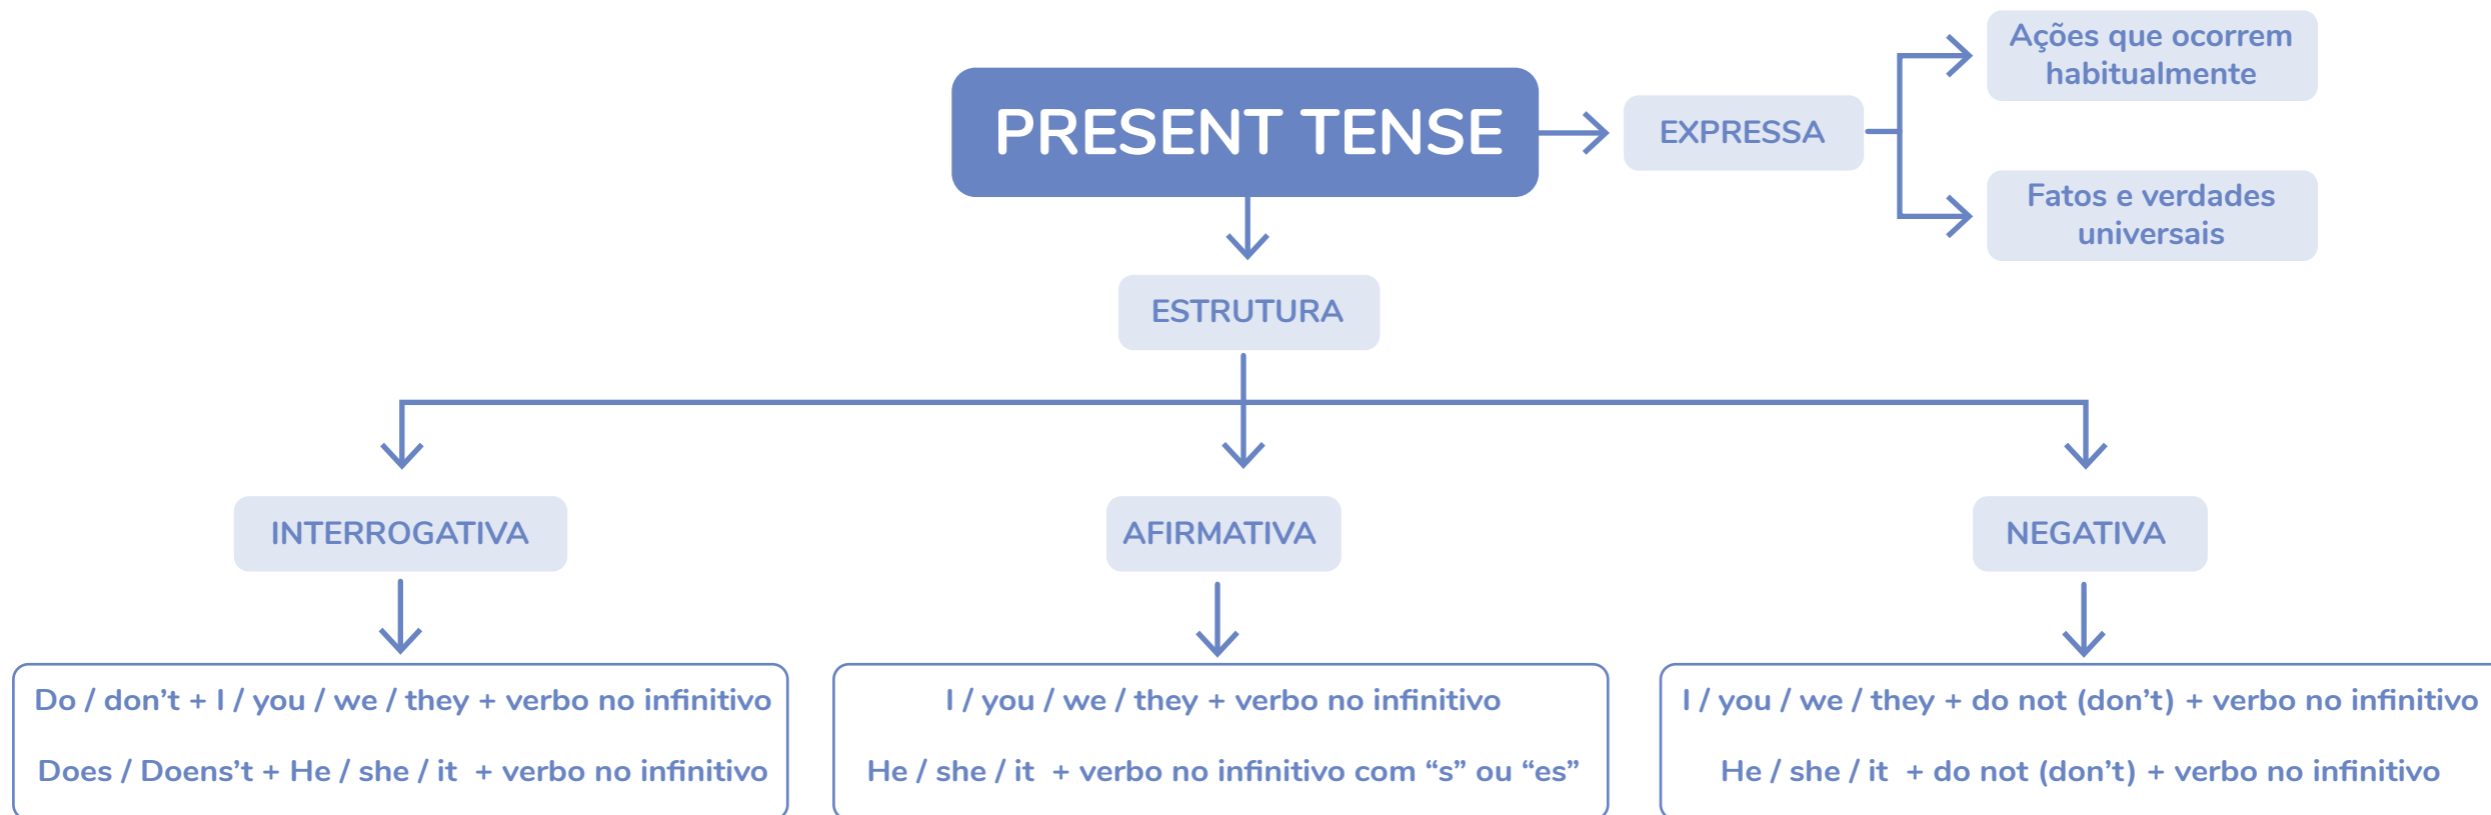 PRESENT TENSE
EXPRESSA
Ações que ocorrem
habitualmente
Fatos e verdades
universais
ESTRUTURA
INTERROGATIVA
AFIRMATIVA
NEGATIVA
Do / don’t + I / you / we / they + verbo no infinitivo
Does / Doens’t + He / she / it + verbo no infinitivo
I / you / we / they + verbo no infinitivo
He / she / it + verbo no infinitivo com “s” ou “es”
I / you / we / they + do not (don’t) + verbo no infinitivo
He / she / it + do not (don’t) + verbo no infinitivo